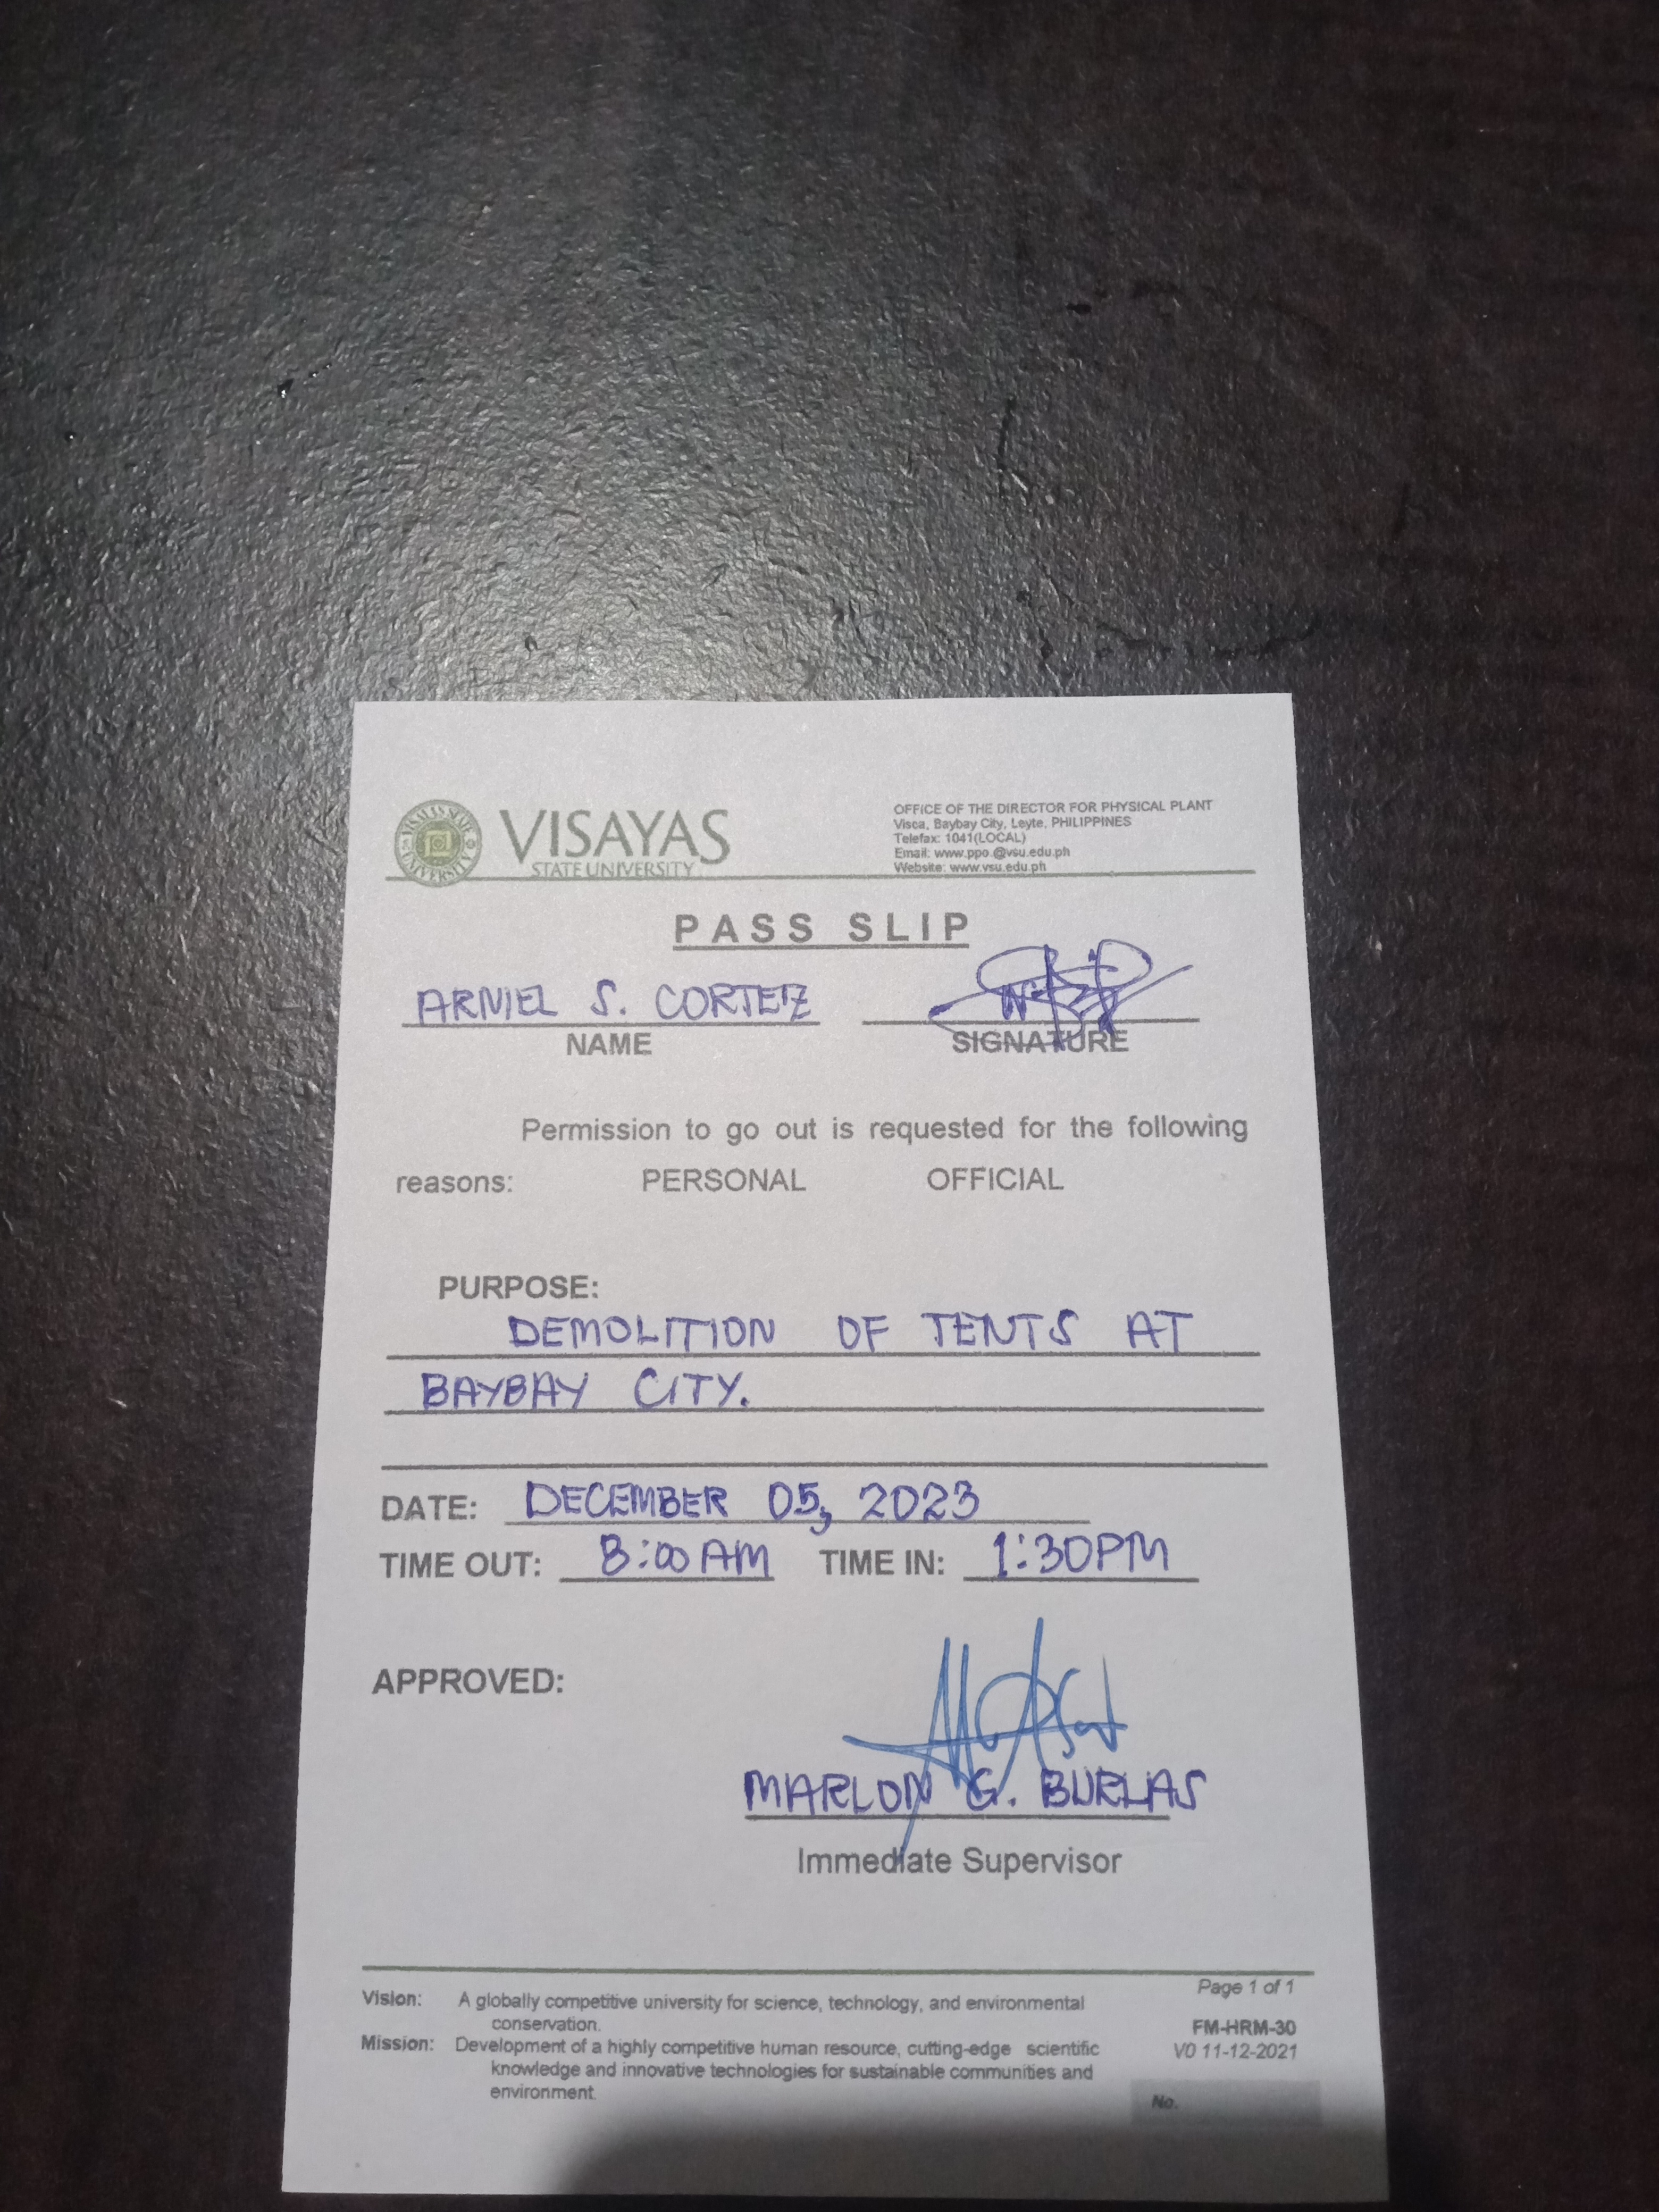 VISAYAS
STATE UNIVERSITY
OFFICE OF THE DIRECTOR FOR PHYSICAL PLANT
Visca, Baybay City, Leyte, PHILIPPINES
Telefax: 1041(LOCAL)
Email: www.ppo.@vsu.edu.ph
Website: www.vsu.edu.ph
PASS SLIP
ARNIEL S. CORTEZ
NAME
SIGNATURE
Permission to go out is requested for the following
reasons: PERSONAL OFFICIAL
PURPOSE:
DEMOLITION OF TENTS AT
BAYBAY CITY.
DATE: DECEMBER 05, 2023
TIME OUT: 8:00 AM TIME IN: 1:30PM
APPROVED:
MARLON G. BURLAS
Immediate Supervisor
Vision: A globally competitive university for science, technology, and environmental
conservation.
Mission: Development of a highly competitive human resource, cutting-edge scientific
knowledge and innovative technologies for sustainable communities and
environment.
Page 1 of 1
FM-HRM-30
V0 11-12-2021
No.